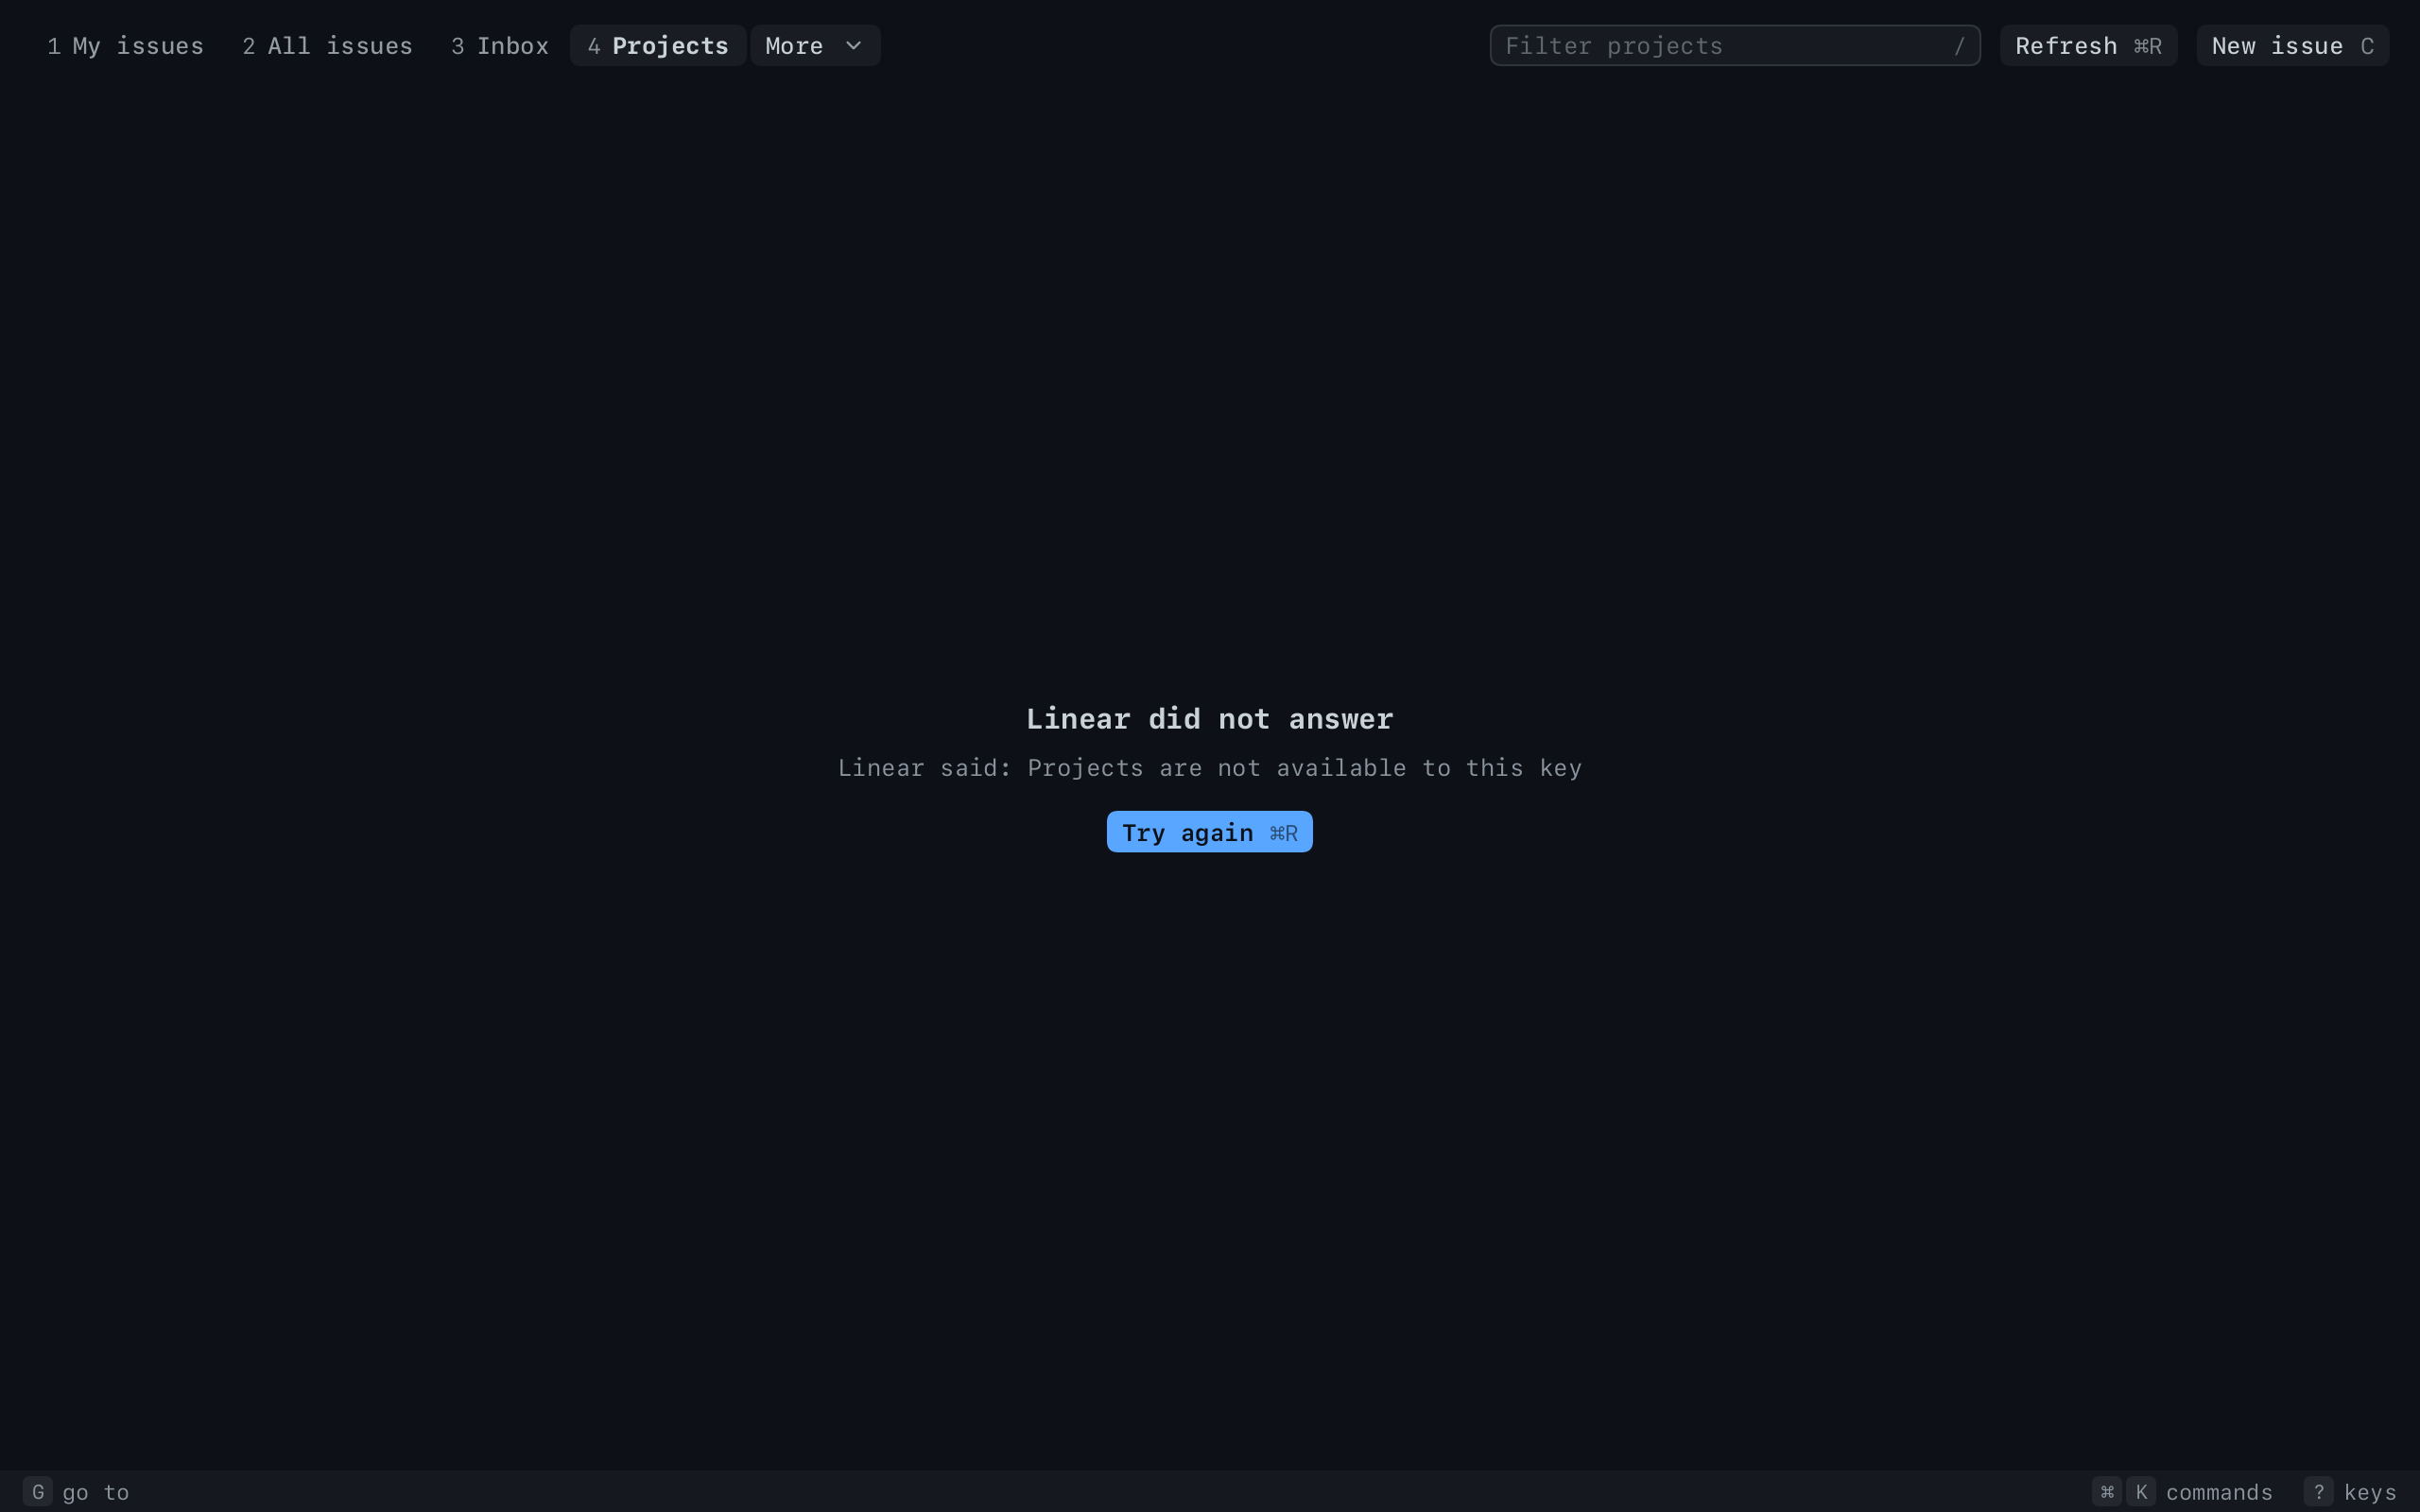 1 My issues 2 All issues 3 Inbox 4 Projects More Filter projects / Refresh ⌘R New issue C
Linear did not answer
Linear said: Projects are not available to this key
Try again ⌘R
G go to ⌘ K commands ? keys